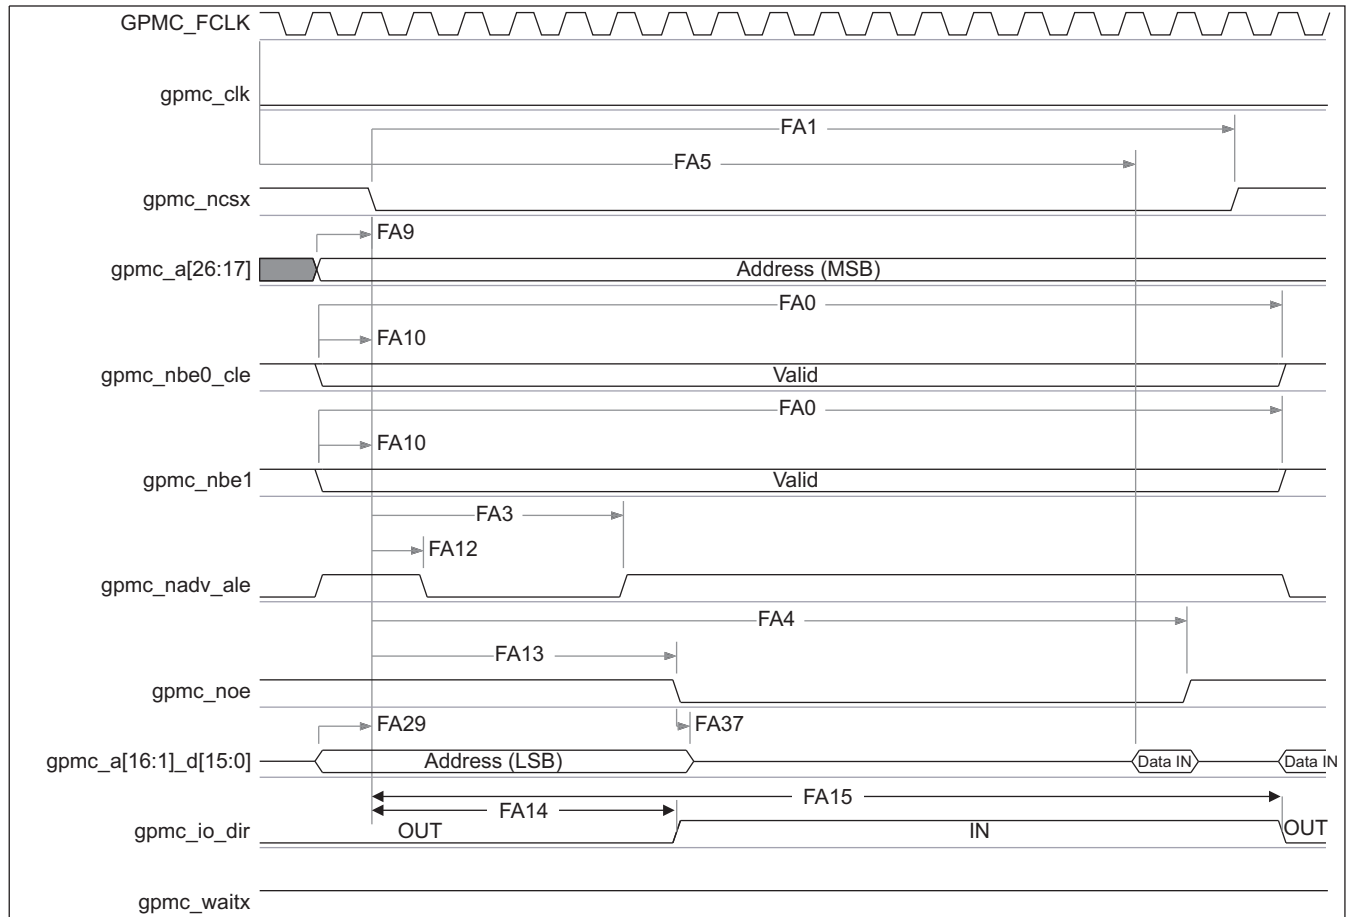 GPMC_FCLK
gpmc_clk
FA1
FA5
gpmc_ncsx
FA9
gpmc_a[26:17]
Address (MSB)
FA0
FA10
gpmc_nbe0_cle
Valid
FA0
FA10
gpmc_nbe1
Valid
FA3
FA12
gpmc_nadv_ale
FA4
FA13
gpmc_noe
FA29
FA37
gpmc_a[16:1]_d[15:0]
Address (LSB)
Data IN
Data IN
FA15
FA14
gpmc_io_dir
OUT
IN
OUT
gpmc_waitx